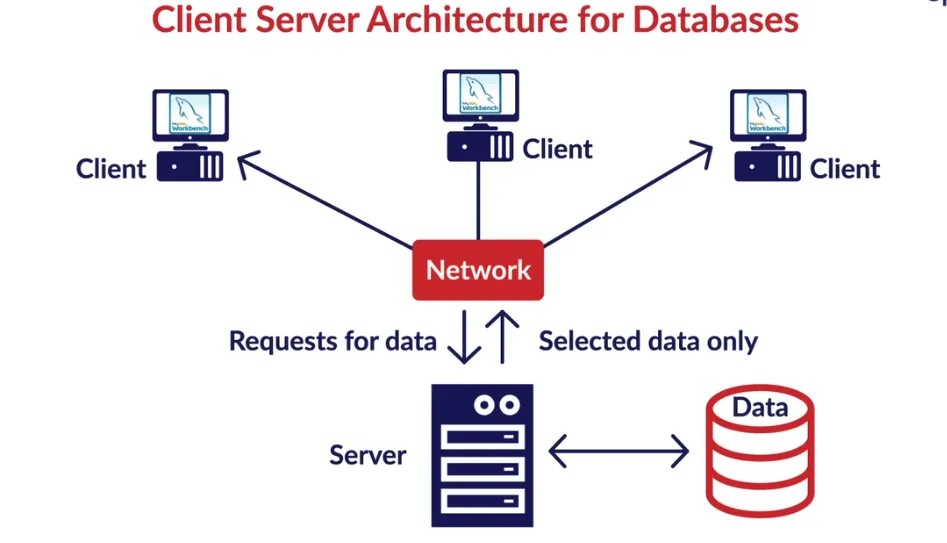 Client Server Architecture for Databases
MySQL
Workbench
MySQL
Workbench
MySQL
Workbench
Client
Client
Client
Network
Requests for data
Selected data only
Data
Server